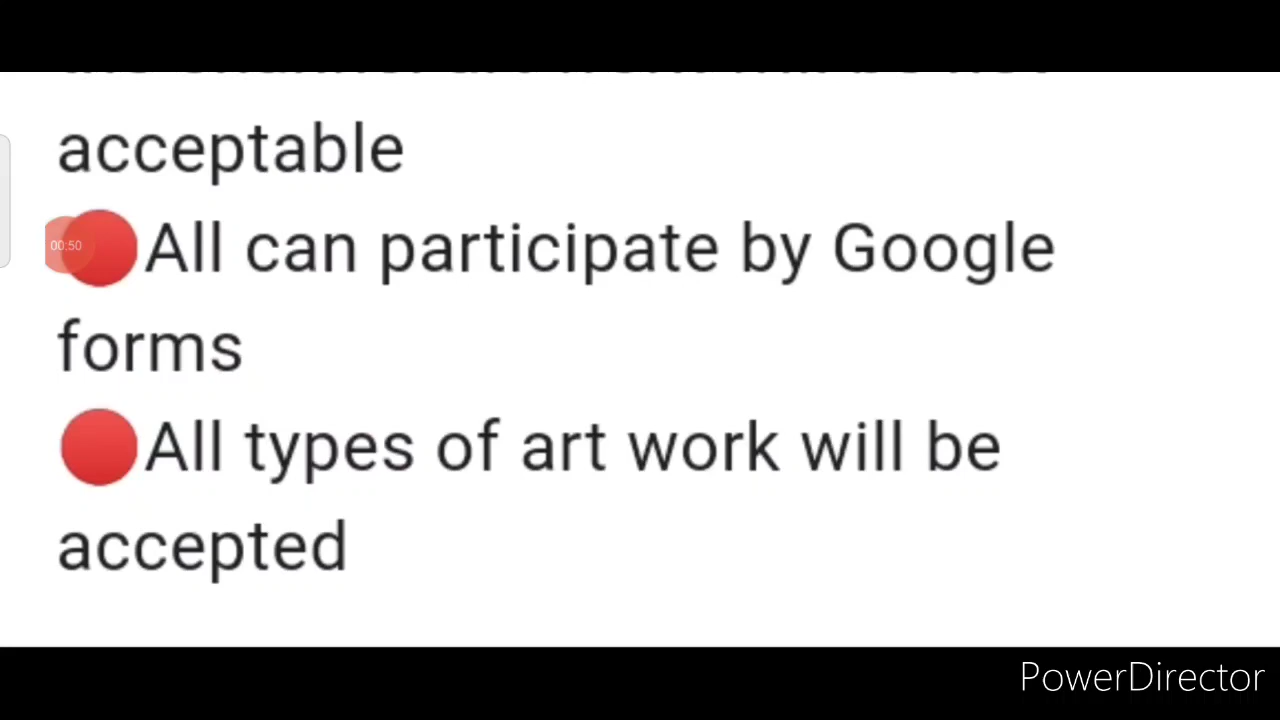 acceptable
00:50
🔴All can participate by Google
forms
🔴All types of art work will be
accepted
PowerDirector